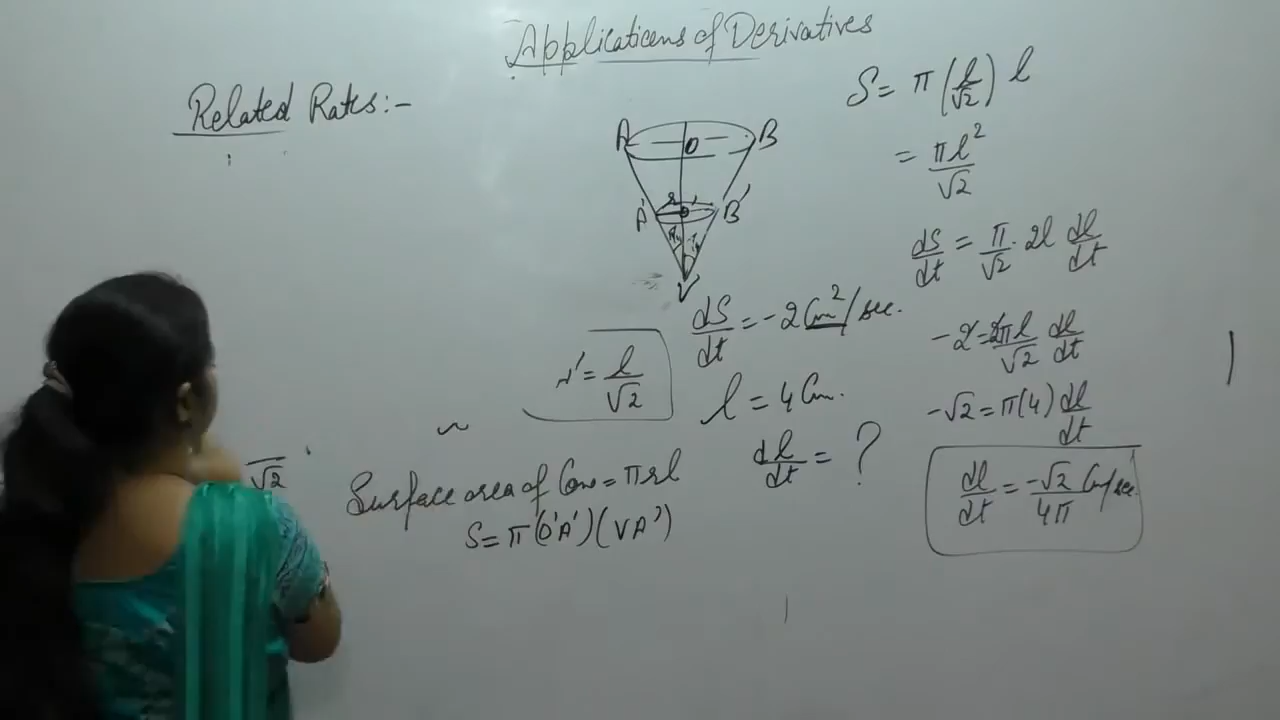 Applications of Derivatives
Related Rates:-
A O B
A' B'
V
r' = l/√2
√2
Surface area of Cone = πrl
S = π(O'A')(VA')
dS/dt = -2 Cm²/sec.
l = 4 Cm.
dl/dt = ?
S = π (l/√2) l
= πl²/√2
dS/dt = π/√2 · 2l dl/dt
-2 = 2πl/√2 dl/dt
-√2 = π(4) dl/dt
dl/dt = -√2/4π Cm/sec.